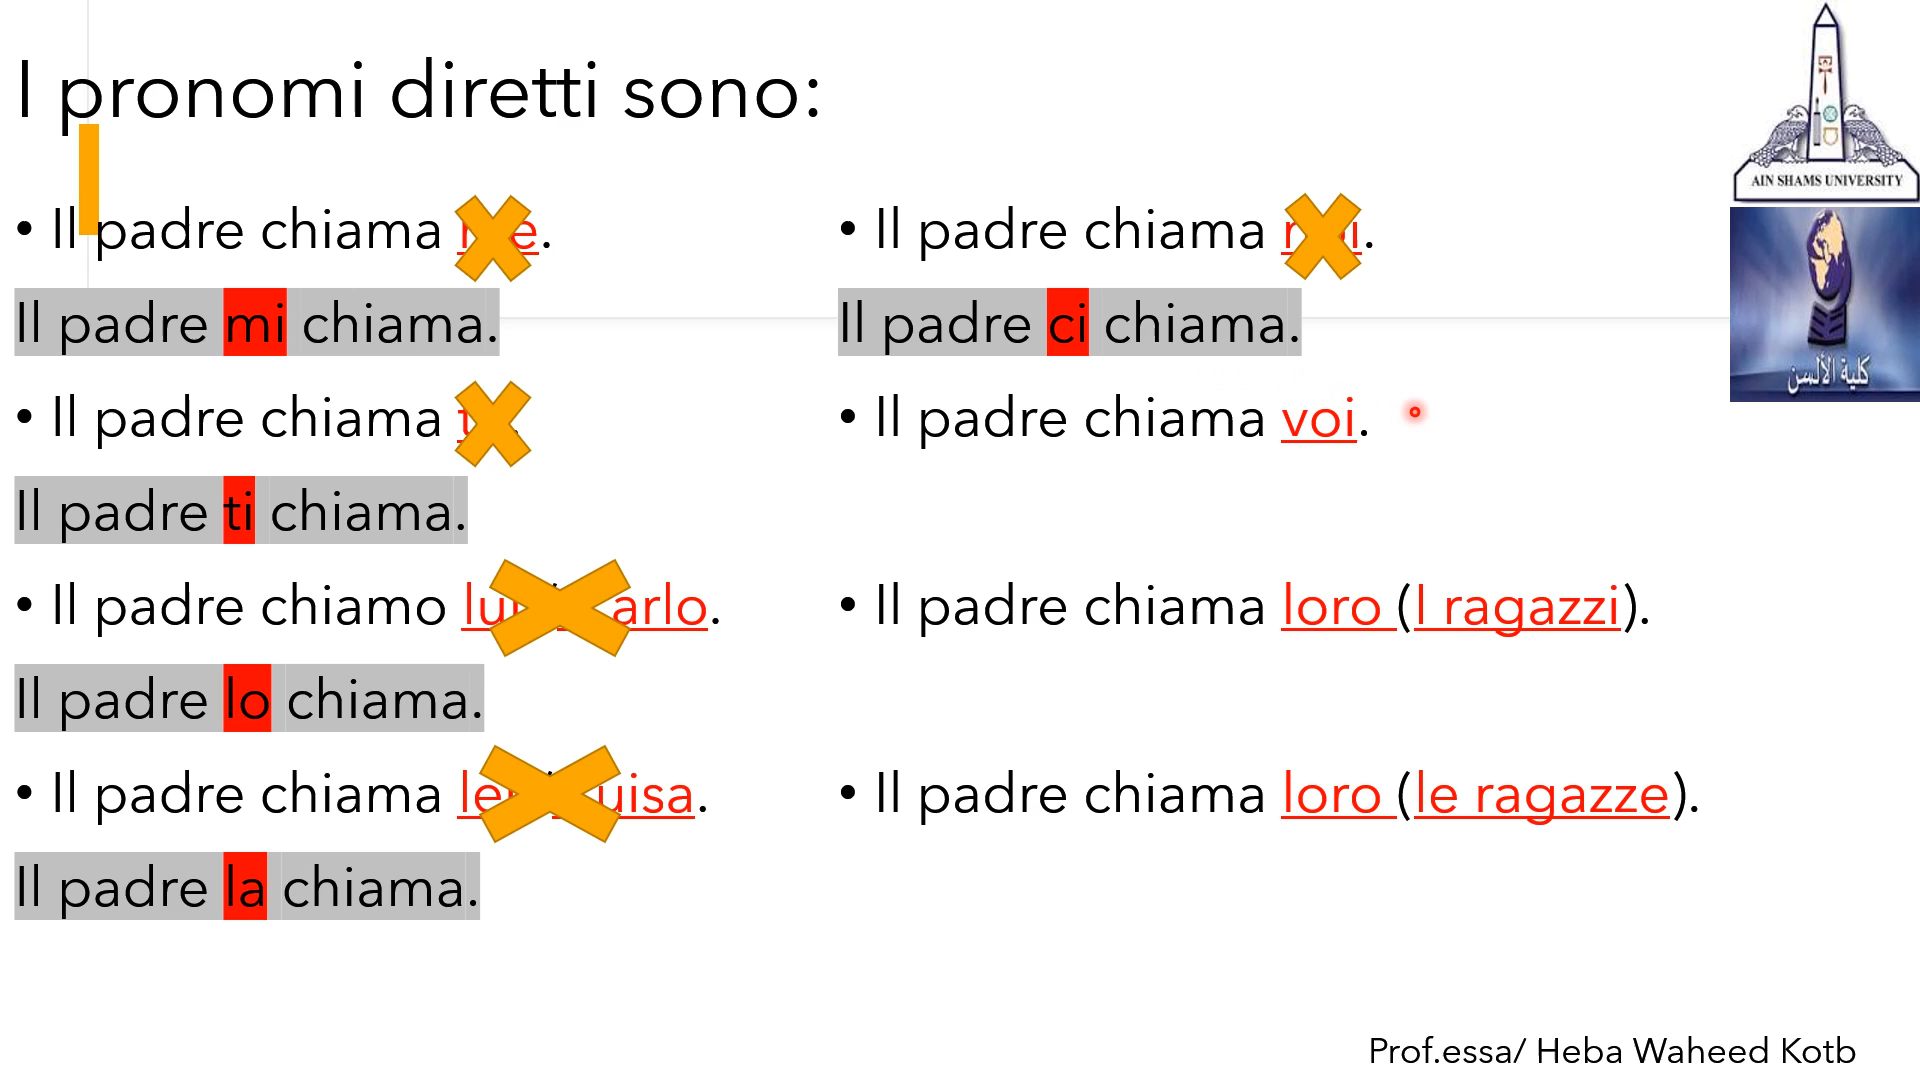 I pronomi diretti sono:
• Il padre chiama
Il padre mi chiama.
• Il padre chiama
Il padre ti chiama.
• Il padre chiamo
Il padre lo chiama.
• Il padre chiama
Il padre la chiama.
• Il padre chiama
Il padre ci chiama.
• Il padre chiama voi.
• Il padre chiama loro (I ragazzi).
• Il padre chiama loro (le ragazze).
AIN SHAMS UNIVERSITY
كلية الألسن
Prof.essa/ Heba Waheed Kotb